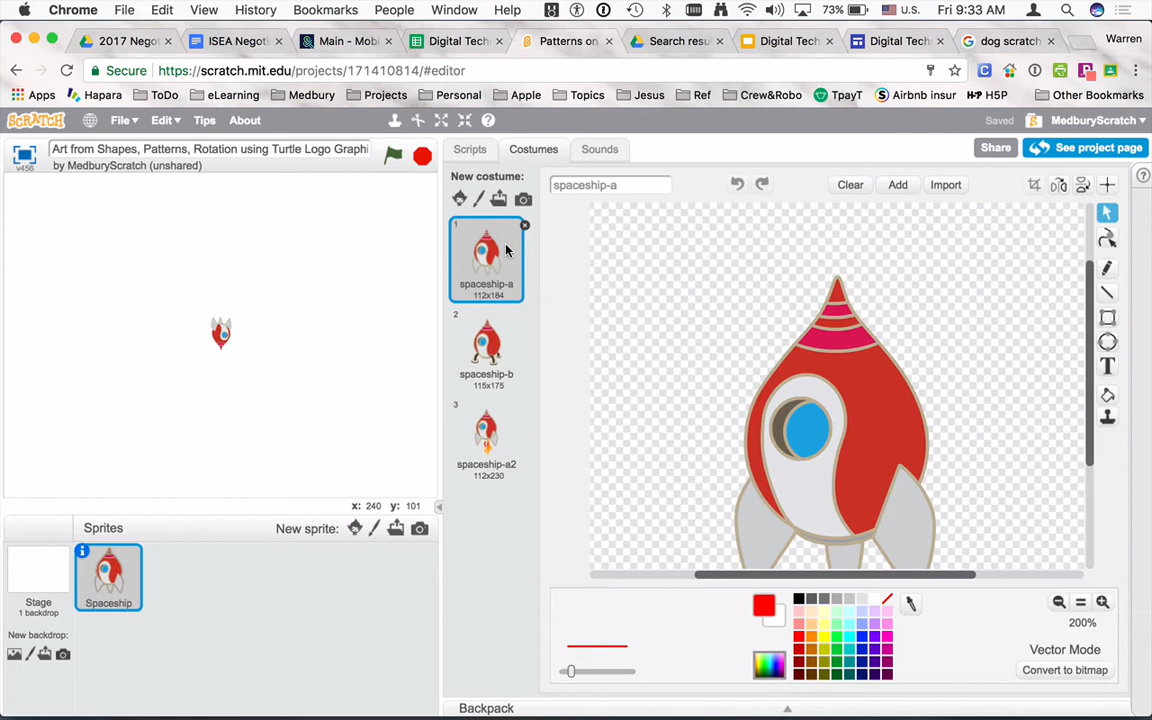 Chrome File Edit View History Bookmarks People Window Help 73% U.S. Fri 9:33 AM
2017 Negot ISEA Negoti Main - Mobi Digital Tech Patterns on Search resu Digital Tech Digital Tech dog scratch Warren
Secure https://scratch.mit.edu/projects/171410814/#editor
Apps Hapara ToDo eLearning Medbury Projects Personal Apple Topics Jesus Ref Crew&Robo TpayT Airbnb insur H-P H5P Other Bookmarks
SCRATCH File Edit Tips About Saved MedburyScratch
Art from Shapes, Patterns, Rotation using Turtle Logo Graphi
by MedburyScratch (unshared)
v456
Scripts Costumes Sounds Share See project page
New costume:
spaceship-a Clear Add Import
1
spaceship-a
112x184
2
spaceship-b
115x175
3
spaceship-a2
112x230
T
x: 240 y: 101
Sprites New sprite:
Stage
1 backdrop
Spaceship
New backdrop:
200%
Vector Mode
Convert to bitmap
Backpack